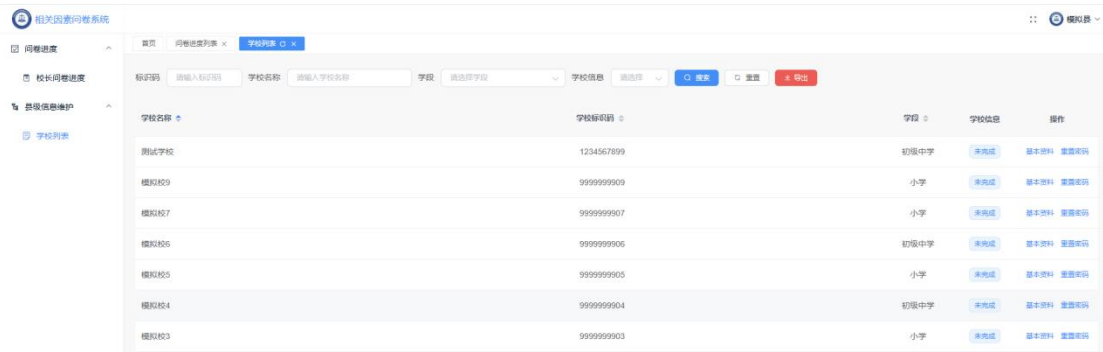 相关因素问卷系统 模拟县
问卷进度 首页 问卷进度列表 × 学校列表 ×
校长问卷进度 标识码 请输入标识码 学校名称 请输入学校名称 学段 请选择学段 学校信息 请选择 搜索 重置 导出
县级信息维护 学校名称 学校标识码 学段 学校信息 操作
学校列表
测试学校 1234567899 初级中学 未完成 基本资料 重置密码
模拟校9 9999999909 小学 未完成 基本资料 重置密码
模拟校7 9999999907 小学 未完成 基本资料 重置密码
模拟校6 9999999906 初级中学 未完成 基本资料 重置密码
模拟校5 9999999905 小学 未完成 基本资料 重置密码
模拟校4 9999999904 初级中学 未完成 基本资料 重置密码
模拟校3 9999999903 小学 未完成 基本资料 重置密码